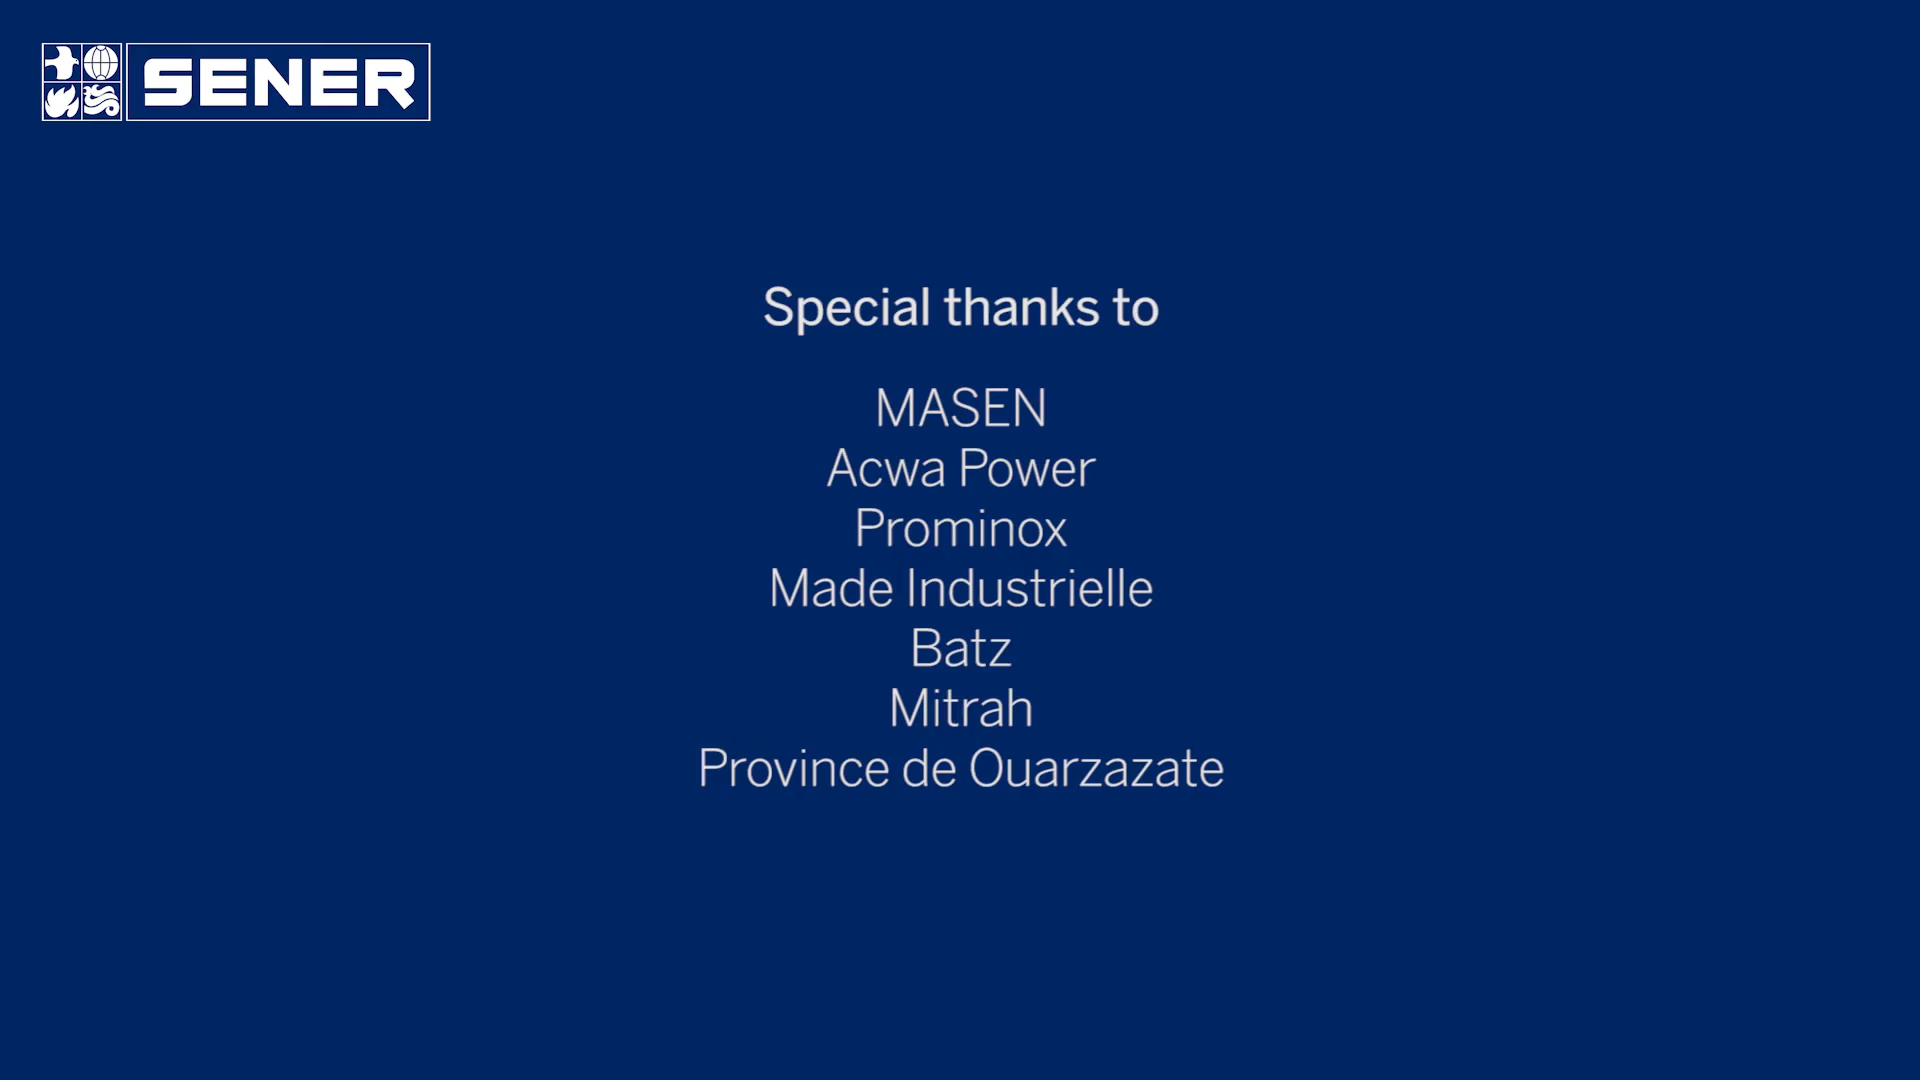 SENER
Special thanks to
MASEN
Acwa Power
Prominox
Made Industrielle
Batz
Mitrah
Province de Ouarzazate